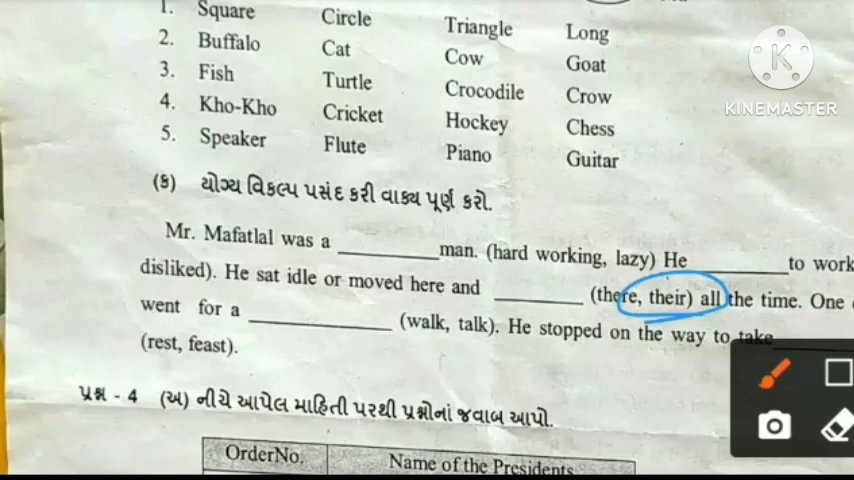 1. Square Circle Triangle Long
2. Buffalo Cat Cow Goat
3. Fish Turtle Crocodile Crow
4. Kho-Kho Cricket Hockey Chess
5. Speaker Flute Piano Guitar
KINEMASTER
(ક) યોગ્ય વિકલ્પ પસંદ કરી વાક્ય પૂર્ણ કરો.
Mr. Mafatlal was a __________man. (hard working, lazy) He __________to work
disliked). He sat idle or moved here and _________ (there, their) all the time. One
went for a ______________ (walk, talk). He stopped on the way to take
(rest, feast).
પ્રશ્ન - 4 (અ) નીચે આપેલ માહિતી પરથી પ્રશ્નોનાં જવાબ આપો.
OrderNo. Name of the Presidents